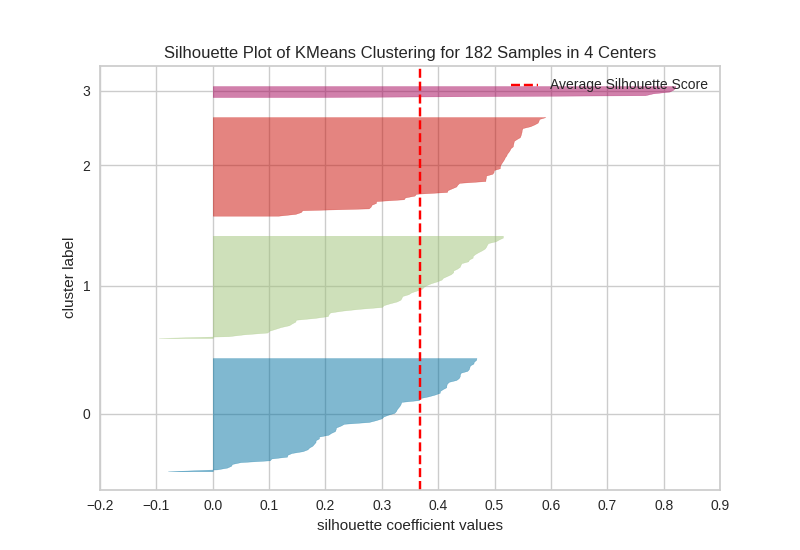 Silhouette Plot of KMeans Clustering for 182 Samples in 4 Centers
Average Silhouette Score
3
2
1
0
cluster label
−0.2 −0.1 0.0 0.1 0.2 0.3 0.4 0.5 0.6 0.7 0.8 0.9
silhouette coefficient values